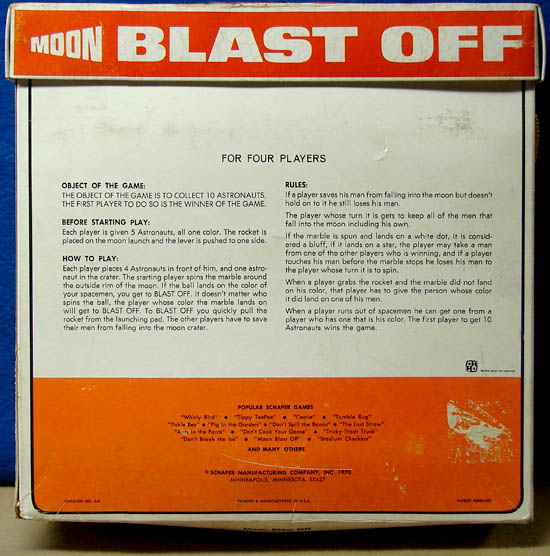 MOON BLAST OFF
FOR FOUR PLAYERS
OBJECT OF THE GAME:
THE OBJECT OF THE GAME IS TO COLLECT 10 ASTRONAUTS.
THE FIRST PLAYER TO DO SO IS THE WINNER OF THE GAME.
BEFORE STARTING PLAY:
Each player is given 5 Astronauts, all one color. The rocket is
placed on the moon launch and the lever is pushed to one side.
HOW TO PLAY:
Each player places 4 Astronauts in front of him, and one astro-
naut in the crater. The starting player spins the marble around
the outside rim of the moon. If the ball lands on the color of
your spacemen, you get to BLAST OFF. It doesn't matter who
spins the ball, the player whose color the marble lands on
will get to BLAST OFF. To BLAST OFF you quickly pull the
rocket from the launching pad. The other players have to save
their men from falling into the moon crater.
RULES:
If a player saves his man from falling into the moon but doesn't
hold on to it he still loses his man.
The player whose turn it is gets to keep all of the men that
fall into the moon including his own.
If the marble is spun and lands on a white dot, it is consid-
ered a bluff, if it lands on a star, the player may take a man
from one of the other players who is winning, and if a player
touches his man before the marble stops he loses his man to
the player whose turn it is to spin.
When a player grabs the rocket and the marble did not land
on his color, that player has to give the person whose color
it did land on one of his men.
When a player runs out of spacemen he can get one from a
player who has one that is his color. The first player to get 10
Astronauts wins the game.
POPULAR SCHAPER GAMES
"Whirly Bird" • "Tippy TeePee" • "Cootie" • "Tumble Bug"
"Tickle Bee" • "Pig in the Garden" • "Don't Spill the Beans" • "The Last Straw"
"Ants in the Pants" • "Don't Cook Your Goose" • "Tricky Trash Truck"
"Don't Break the Ice" • "Moon Blast Off" • "Stadium Checkers"
AND MANY OTHERS
© SCHAPER MANUFACTURING COMPANY, INC. 1970
MINNEAPOLIS, MINNESOTA 55427
CATALOG NO.
PRINTED & MANUFACTURED IN U.S.A.
PATENT PENDING
Moon Blast Off